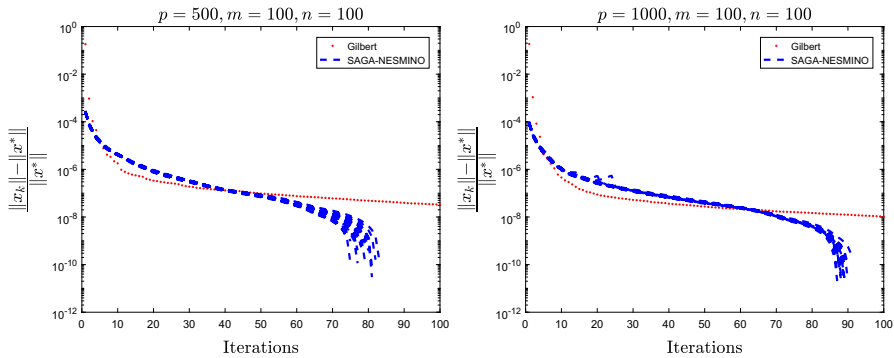 p = 500, m = 100, n = 100
10^0
10^-2
10^-4
10^-6
10^-8
10^-10
10^-12
||x_k||−||x*||
||x*||
Gilbert
SAGA-NESMINO
0 10 20 30 40 50 60 70 80 90 100
Iterations
p = 1000, m = 100, n = 100
10^0
10^-2
10^-4
10^-6
10^-8
10^-10
10^-12
||x_k||−||x*||
||x*||
Gilbert
SAGA-NESMINO
0 10 20 30 40 50 60 70 80 90 100
Iterations